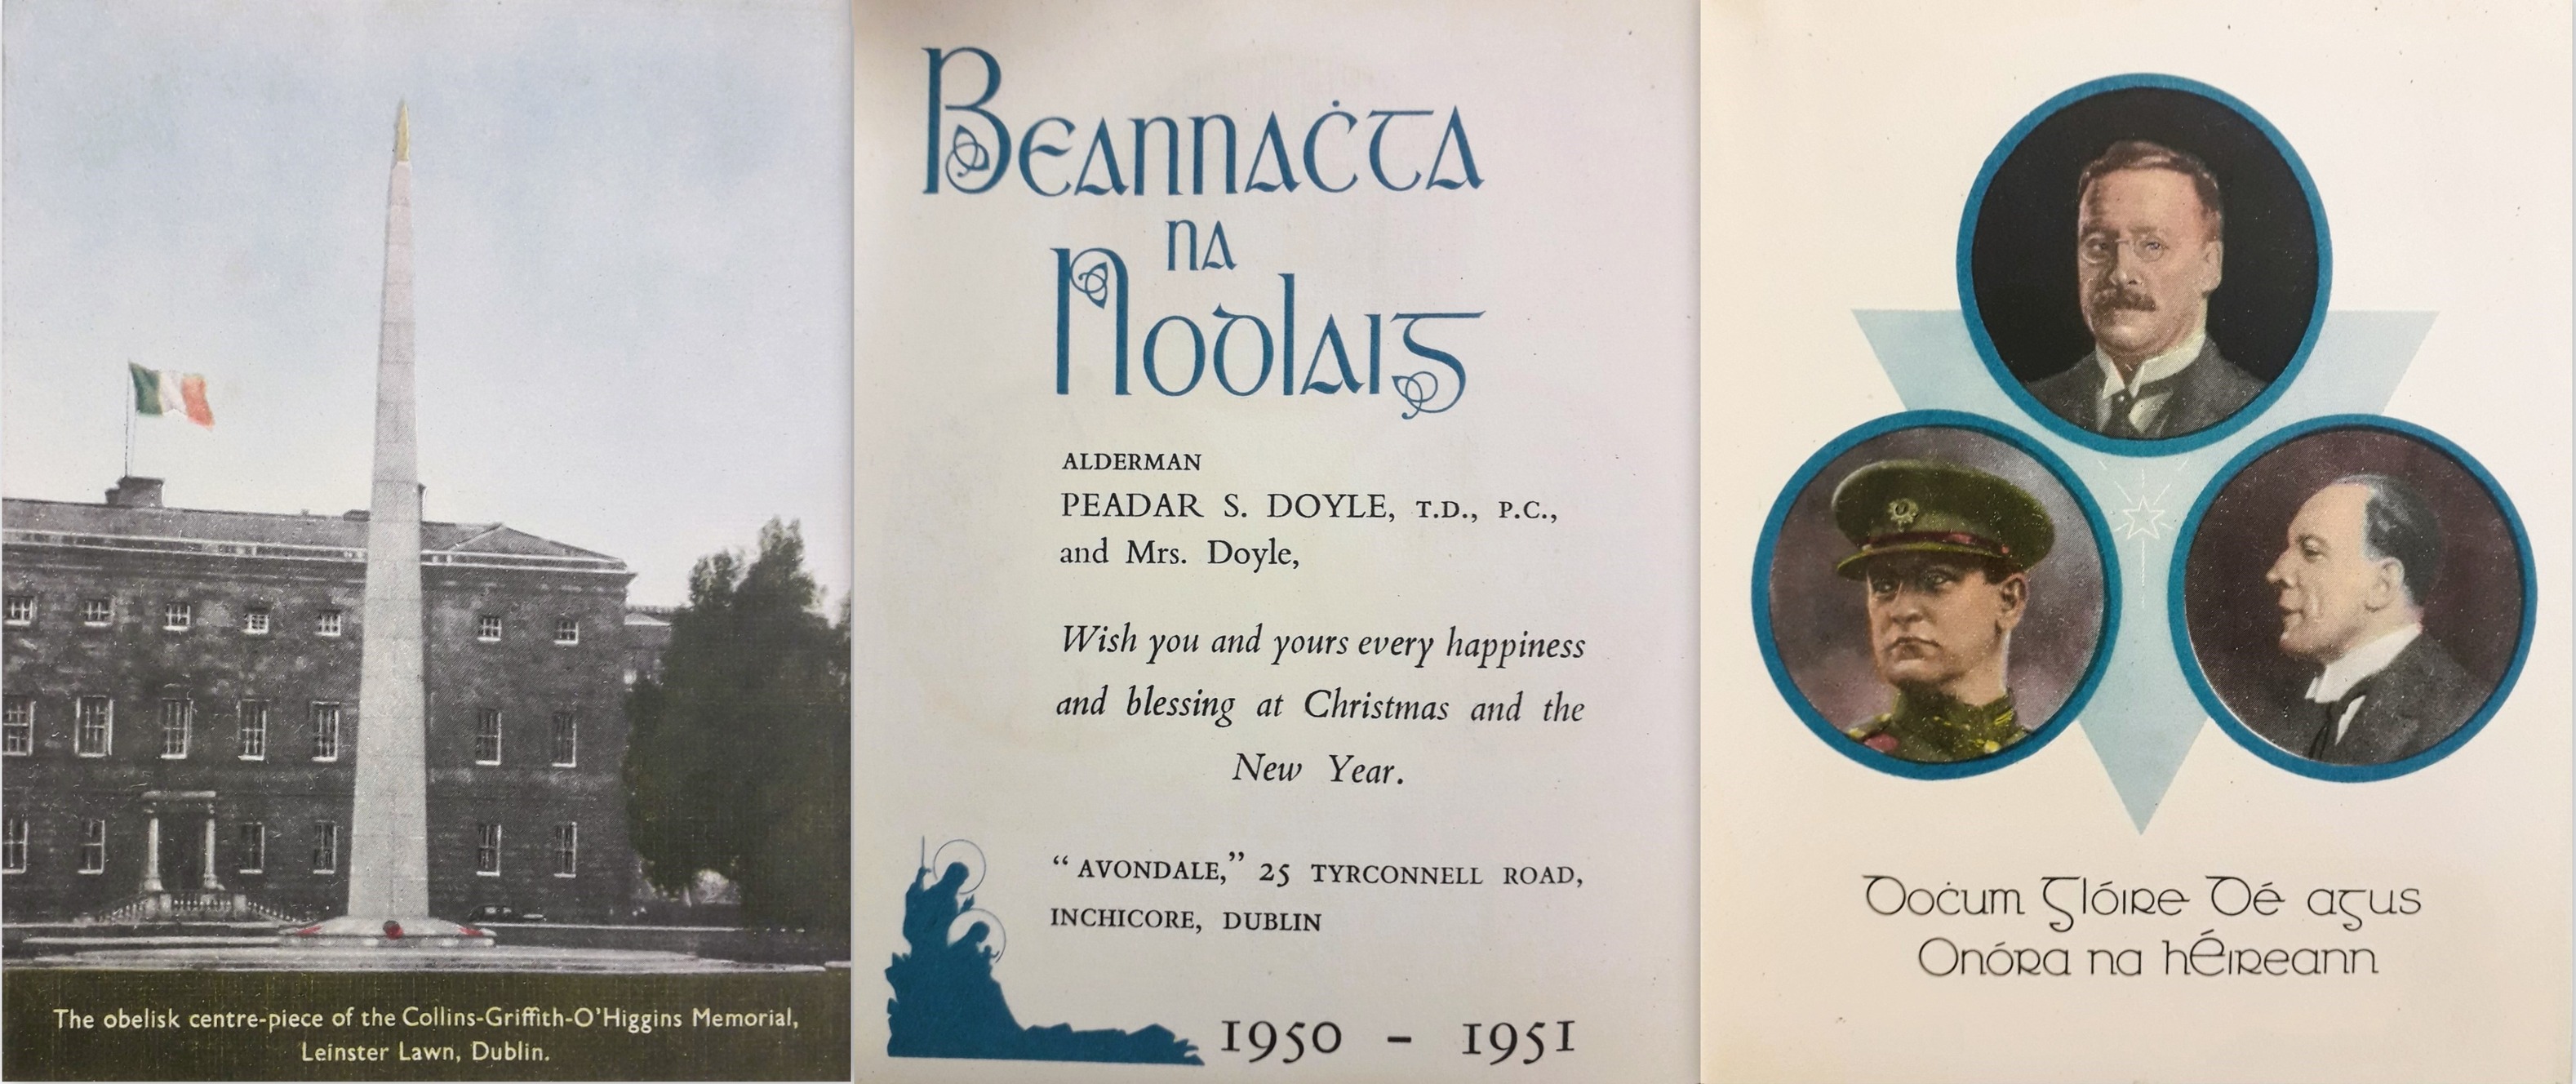 The obelisk centre-piece of the Collins-Griffith-O'Higgins Memorial,
Leinster Lawn, Dublin.
Beannaċta
na
Nodlaig
ALDERMAN
PEADAR S. DOYLE, T.D., P.C.,
and Mrs. Doyle,
Wish you and yours every happiness
and blessing at Christmas and the
New Year.
“AVONDALE,” 25 TYRCONNELL ROAD,
INCHICORE, DUBLIN
1950 – 1951
Doċum Glóire Dé agus
Onóra na hÉireann